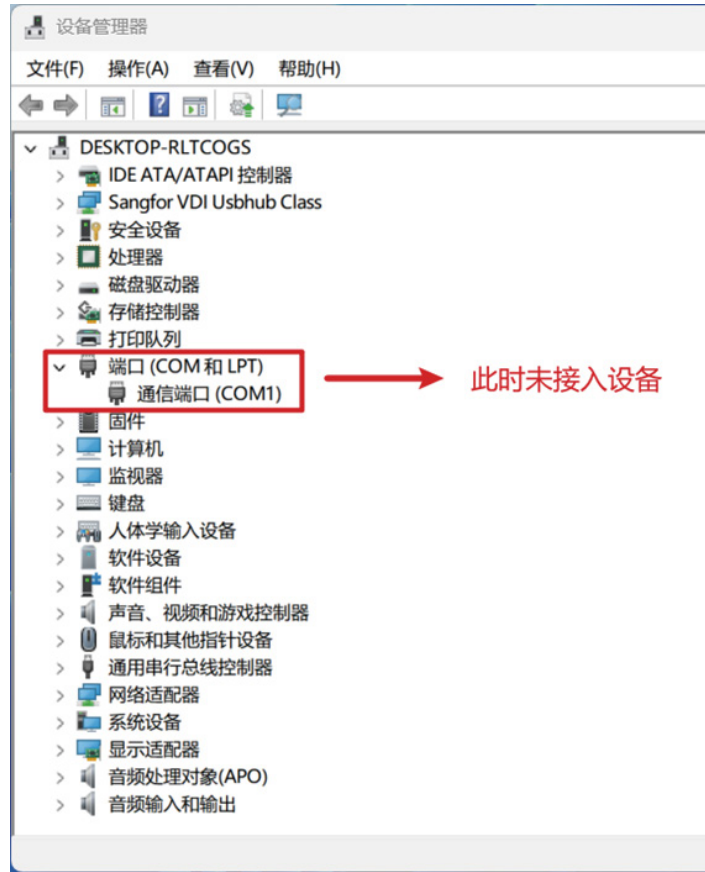 设备管理器
文件(F) 操作(A) 查看(V) 帮助(H)
DESKTOP-RLTCOGS
IDE ATA/ATAPI 控制器
Sangfor VDI Usbhub Class
安全设备
处理器
磁盘驱动器
存储控制器
打印队列
端口 (COM 和 LPT)
通信端口 (COM1)
此时未接入设备
固件
计算机
监视器
键盘
人体学输入设备
软件设备
软件组件
声音、视频和游戏控制器
鼠标和其他指针设备
通用串行总线控制器
网络适配器
系统设备
显示适配器
音频处理对象(APO)
音频输入和输出